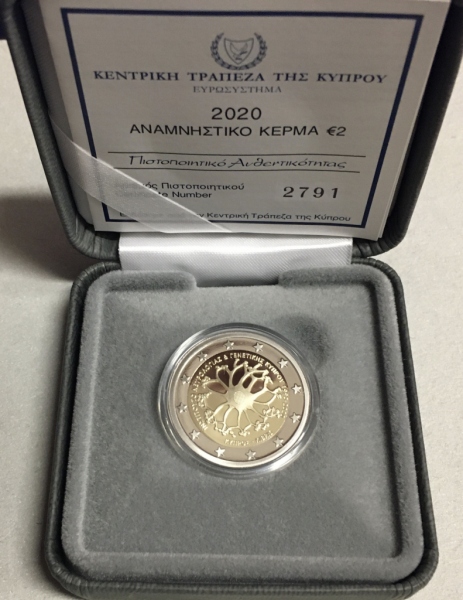 ΚΕΝΤΡΙΚΗ ΤΡΑΠΕΖΑ ΤΗΣ ΚΥΠΡΟΥ
ΕΥΡΩΣΥΣΤΗΜΑ
2020
ΑΝΑΜΝΗΣΤΙΚΟ ΚΕΡΜΑ €2
Πιστοποιητικό Αυθεντικότητας
Πιστοποιητικού
Number 2791
Κεντρική Τράπεζα της Κύπρου
& ΓΕΝΕΤΙΚΗΣ ΚΥΠΡΟΥ